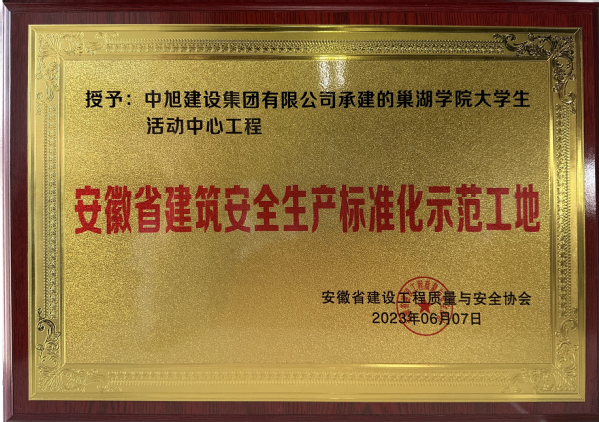 授予：中旭建设集团有限公司承建的巢湖学院大学生
活动中心工程
安徽省建筑安全生产标准化示范工地
安徽省建设工程质量与安全协会
2023年06月07日